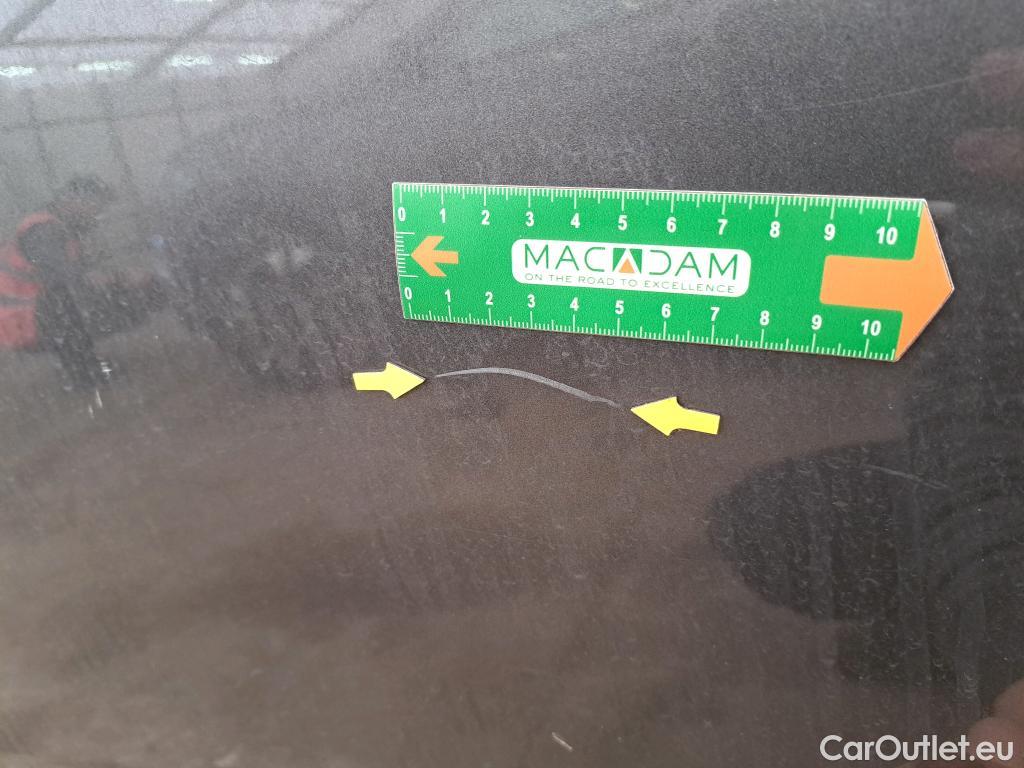 0 1 2 3 4 5 6 7 8 9 10
MACADAM
ON THE ROAD TO EXCELLENCE
0 1 2 3 4 5 6 7 8 9 10
CarOutlet.eu